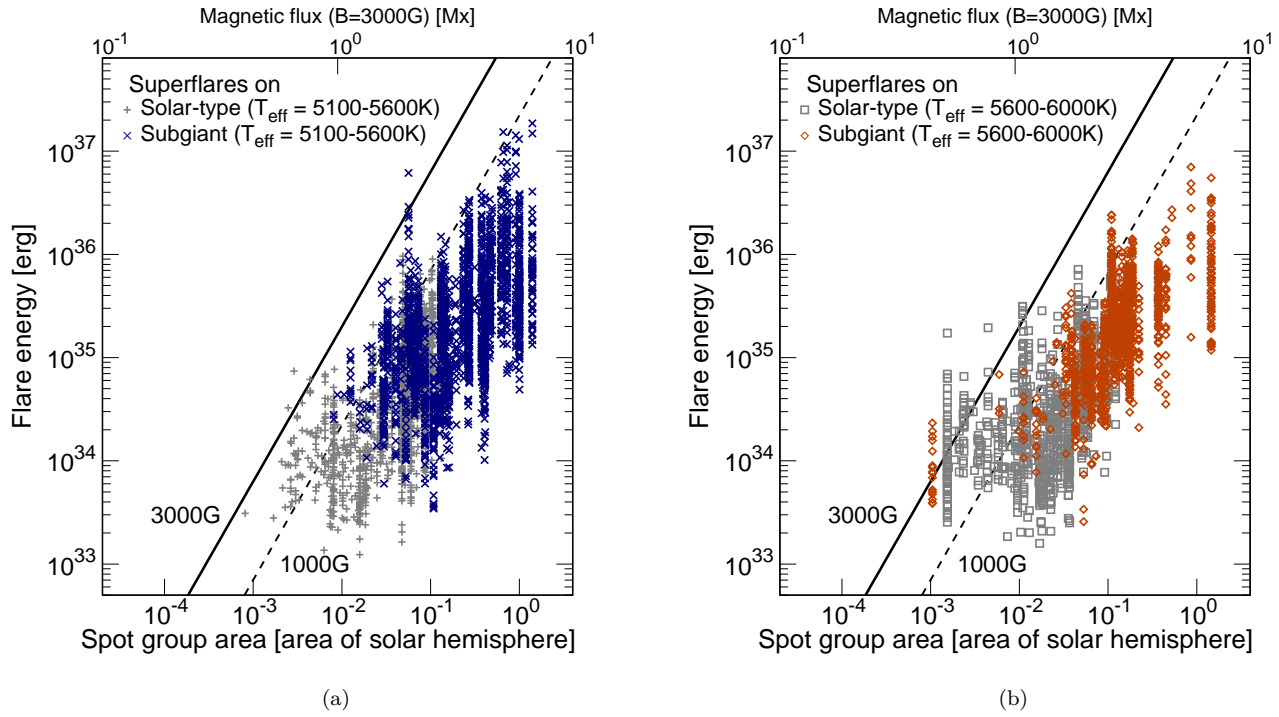 Magnetic flux (B=3000G) [Mx]
10^-1 10^0 10^1
Superflares on
Solar-type (T_eff = 5100-5600K)
Subgiant (T_eff = 5100-5600K)
Flare energy [erg]
10^37
10^36
10^35
10^34
10^33
3000G
1000G
10^-4 10^-3 10^-2 10^-1 10^0
Spot group area [area of solar hemisphere]
(a)
Magnetic flux (B=3000G) [Mx]
10^-1 10^0 10^1
Superflares on
Solar-type (T_eff = 5600-6000K)
Subgiant (T_eff = 5600-6000K)
Flare energy [erg]
10^37
10^36
10^35
10^34
10^33
3000G
1000G
10^-4 10^-3 10^-2 10^-1 10^0
Spot group area [area of solar hemisphere]
(b)